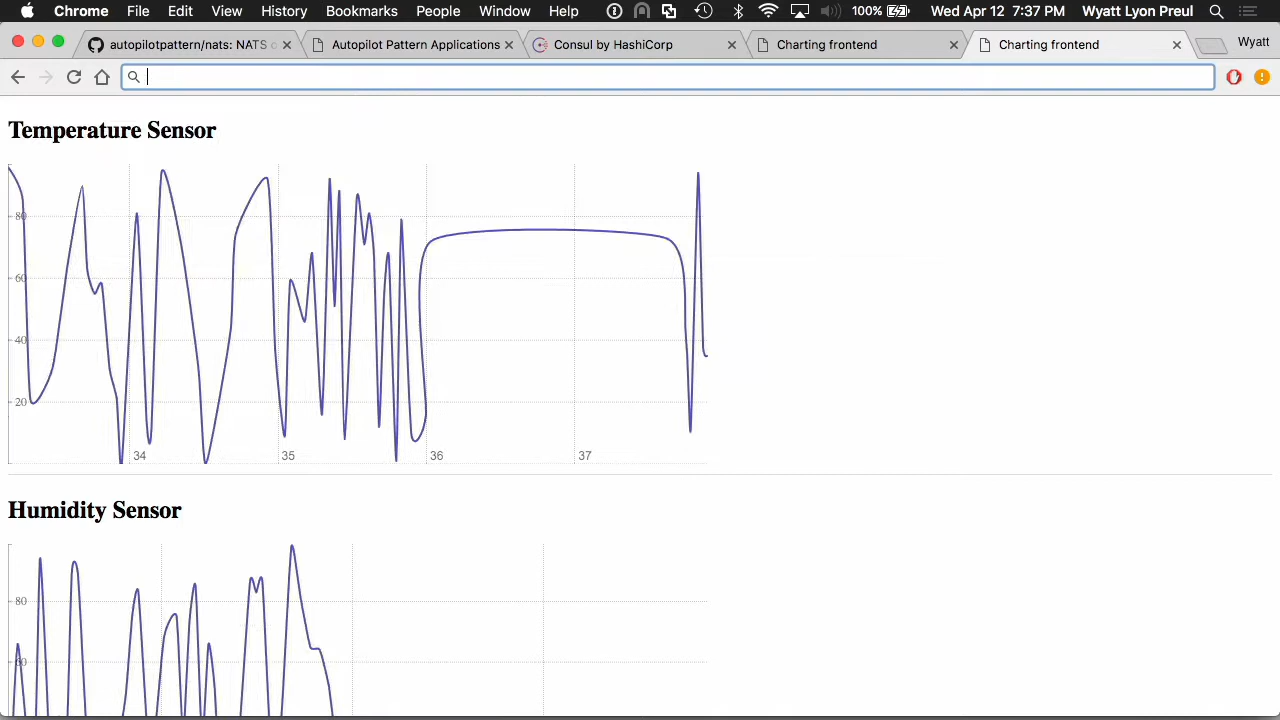 Chrome File Edit View History Bookmarks People Window Help 100% Wed Apr 12 7:37 PM Wyatt Lyon Preul
autopilotpattern/nats: NATS Autopilot Pattern Applications Consul by HashiCorp Charting frontend Charting frontend Wyatt
Temperature Sensor
80
60
40
20
34 35 36 37
Humidity Sensor
80